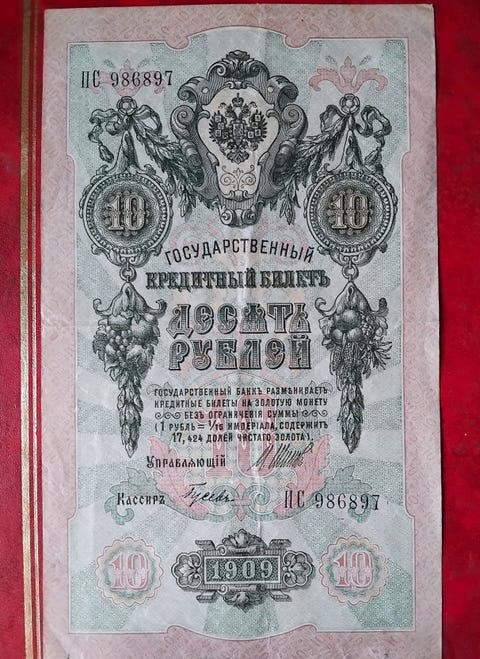 ПС 986897
10 10
ГОСУДАРСТВЕННЫЙ
КРЕДИТНЫЙ БИЛЕТЪ
ДЕСЯТЬ
РУБЛЕЙ
ГОСУДАРСТВЕННЫЙ БАНКЪ РАЗМѢНИВАЕТЪ
КРЕДИТНЫЕ БИЛЕТЫ НА ЗОЛОТУЮ МОНЕТУ
БЕЗЪ ОГРАНИЧЕНІЯ СУММЫ
(1 РУБЛЬ = 1/15 ИМПЕРІАЛА, СОДЕРЖИТЪ
17,424 ДОЛЕЙ ЧИСТАГО ЗОЛОТА).
10
Управляющій
Кассиръ Гусевъ ПС 986897
10 1909 10